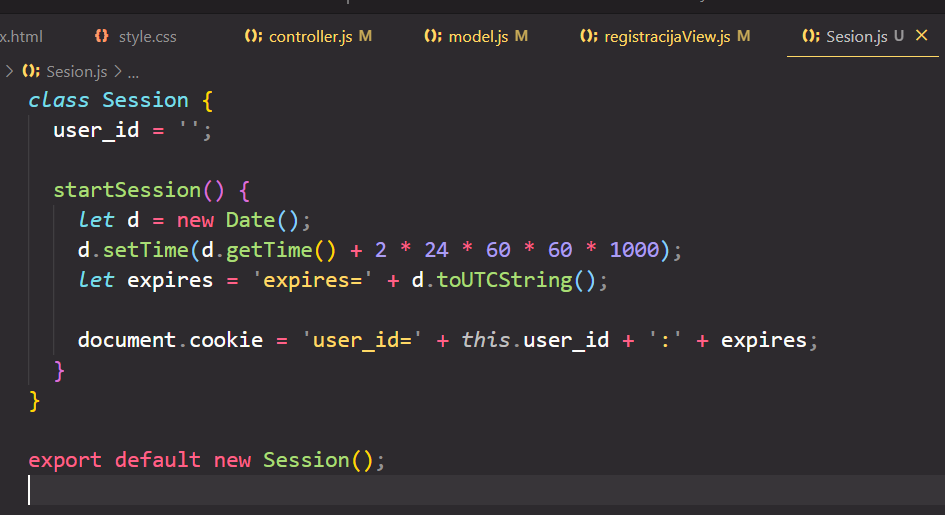 x.html style.css controller.js M model.js M registracijaView.js M Sesion.js U
Sesion.js ...
class Session {
user_id = '';
startSession() {
let d = new Date();
d.setTime(d.getTime() + 2 * 24 * 60 * 60 * 1000);
let expires = 'expires=' + d.toUTCString();
document.cookie = 'user_id=' + this.user_id + ':' + expires;
}
}
export default new Session();